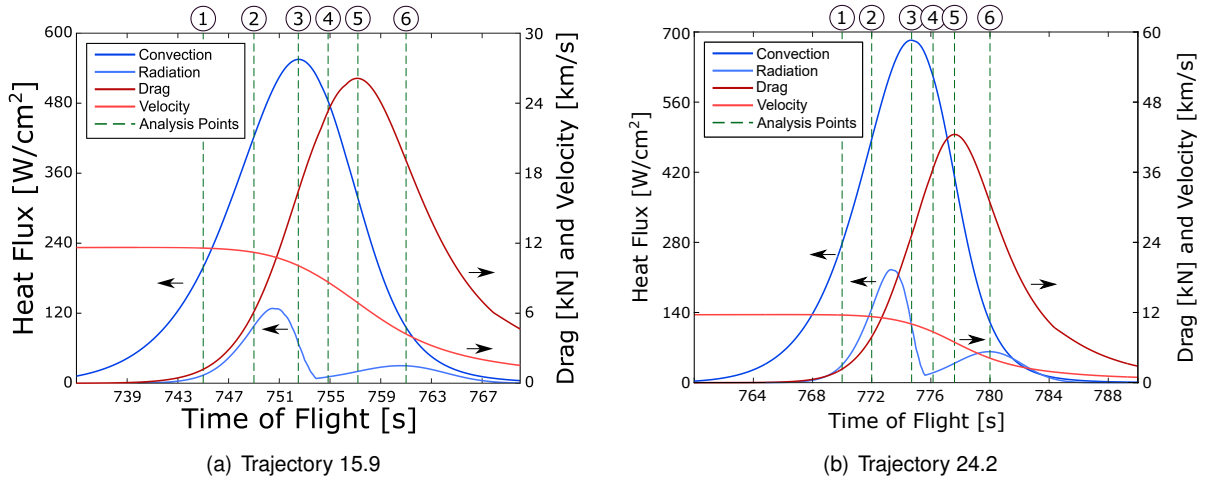 1 2 3 4 5 6
600
480
360
240
120
0
Heat Flux [W/cm²]
Convection
Radiation
Drag
Velocity
Analysis Points
30
24
18
12
6
0
Drag [kN] and Velocity [km/s]
739 743 747 751 755 759 763 767
Time of Flight [s]
(a) Trajectory 15.9
1 2 3 4 5 6
700
560
420
280
140
0
Heat Flux [W/cm²]
Convection
Radiation
Drag
Velocity
Analysis Points
60
48
36
24
12
0
Drag [kN] and Velocity [km/s]
764 768 772 776 780 784 788
Time of Flight [s]
(b) Trajectory 24.2